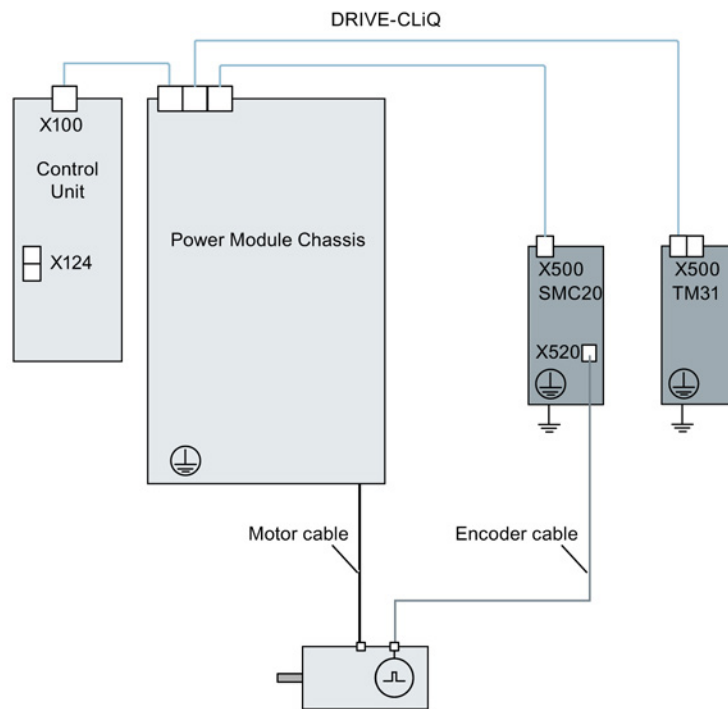 DRIVE-CLiQ
X100
Control
Unit
X124
Power Module Chassis
X500
SMC20
X520
X500
TM31
Motor cable
Encoder cable